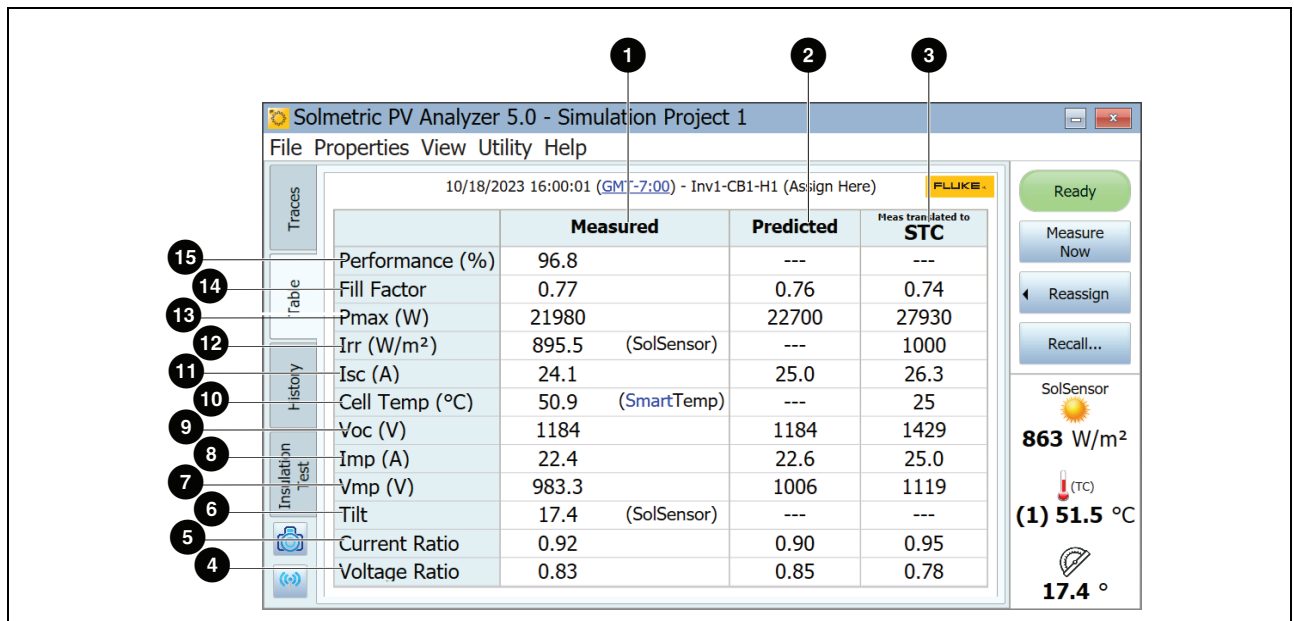 1 2 3
Solmetric PV Analyzer 5.0 - Simulation Project 1
File Properties View Utility Help
10/18/2023 16:00:01 (GMT-7:00) - Inv1-CB1-H1 (Assign Here) FLUKE
Measured Predicted Meas translated to STC
15 Performance (%) 96.8 --- ---
14 Fill Factor 0.77 0.76 0.74
13 Pmax (W) 21980 22700 27930
12 Irr (W/m²) 895.5 (SolSensor) --- 1000
11 Isc (A) 24.1 25.0 26.3
10 Cell Temp (°C) 50.9 (SmartTemp) --- 25
9 Voc (V) 1184 1184 1429
8 Imp (A) 22.4 22.6 25.0
7 Vmp (V) 983.3 1006 1119
6 Tilt 17.4 (SolSensor) --- ---
5 Current Ratio 0.92 0.90 0.95
4 Voltage Ratio 0.83 0.85 0.78
Traces
Table
History
Insulation
Test
Ready
Measure
Now
Reassign
Recall...
SolSensor
863 W/m²
(TC)
(1) 51.5 °C
17.4 °